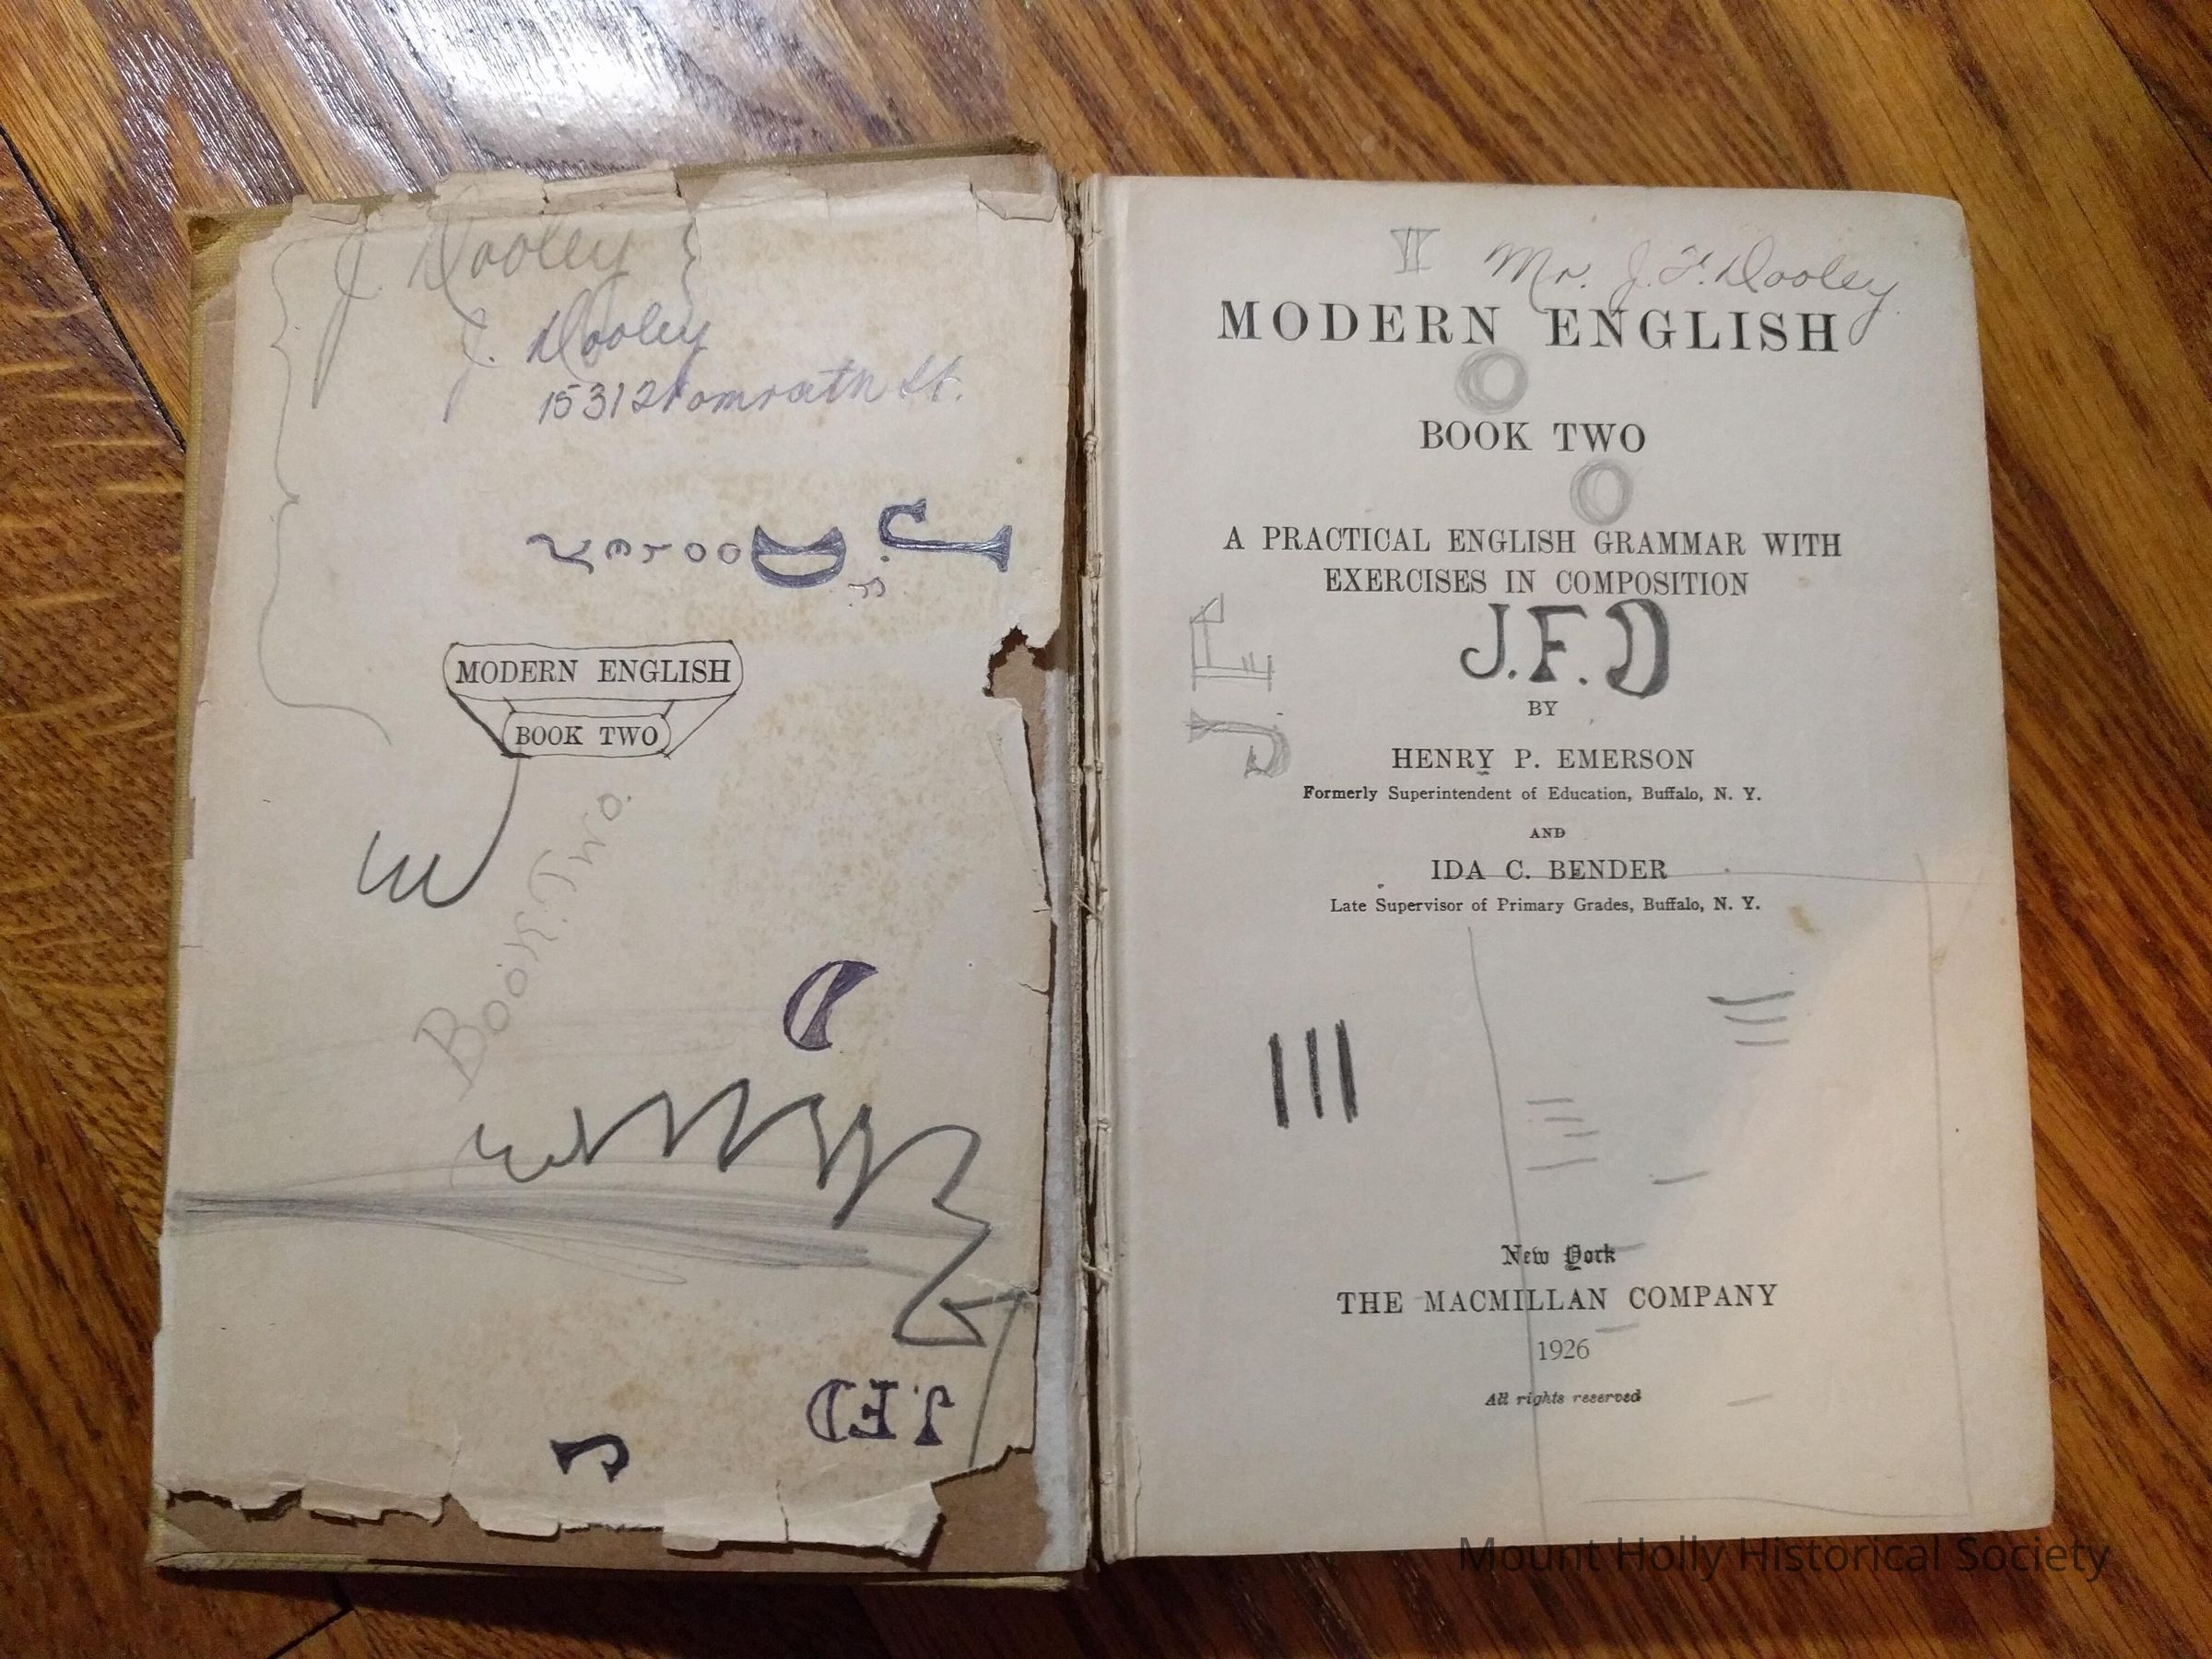 J. Dooley
J. Dooley
J. Dooley
MODERN ENGLISH
BOOK TWO
Book Two.
D
J.F.D
J
II Mr. J. F. Dooley
MODERN ENGLISH
BOOK TWO
A PRACTICAL ENGLISH GRAMMAR WITH
EXERCISES IN COMPOSITION
J.F.D
J.F
BY
HENRY P. EMERSON
Formerly Superintendent of Education, Buffalo, N. Y.
AND
IDA C. BENDER
Late Supervisor of Primary Grades, Buffalo, N. Y.
III
New York
THE MACMILLAN COMPANY
1926
All rights reserved
Mount Holly Historical Society